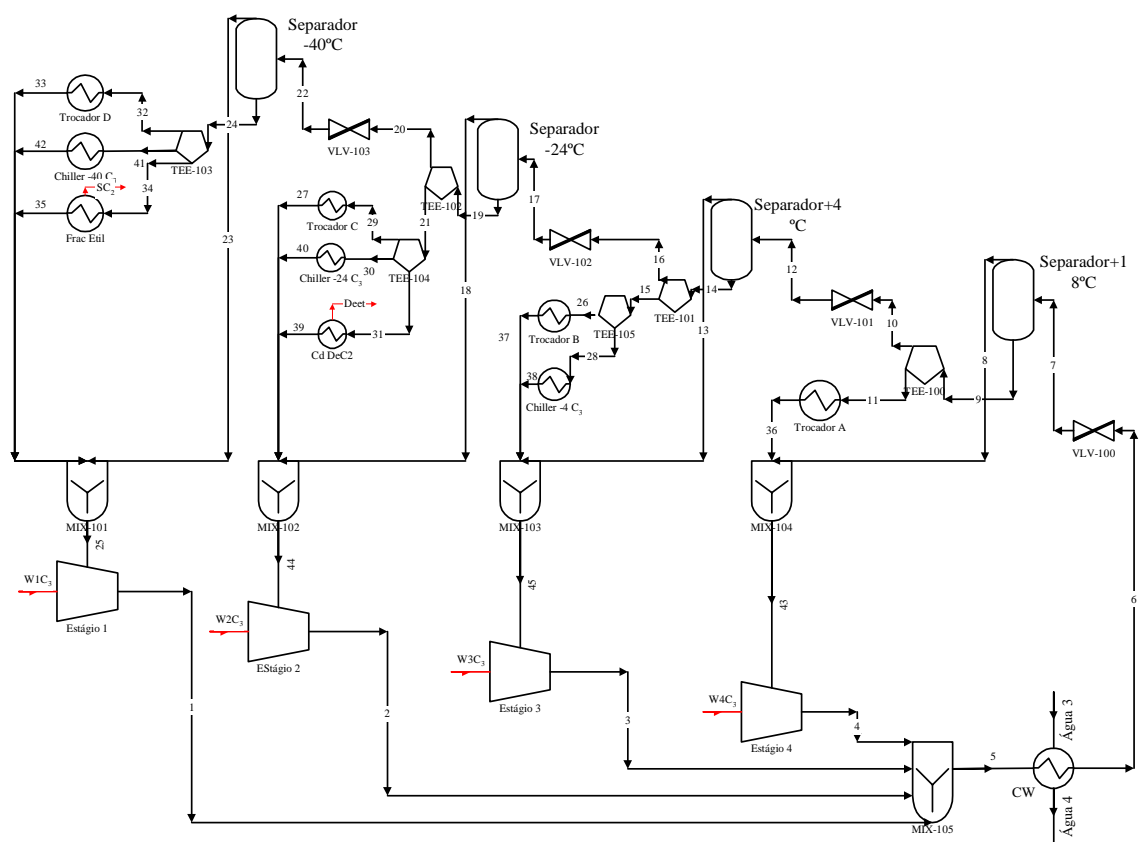 Separador
-40ºC
33
Trocador D
32
22
24
20
VLV-103
42
Chiller -40 C3
41
TEE-103
34
SC2
35
Frac Etil
23
Separador
-24ºC
TEE-102
19
17
27
Trocador C
29
21
40
Chiller -24 C3
30
TEE-104
18
Deet
39
Cd DeC2
31
Separador+4
ºC
VLV-102
16
12
15
14
TEE-101
26
Trocador B
TEE-105
37
28
38
Chiller -4 C3
13
Separador+1
8ºC
VLV-101
10
8
7
TEE-100
9
11
Trocador A
36
VLV-100
MIX-101
MIX-102
MIX-103
MIX-104
25
44
45
43
6
W1C3
Estágio 1
W2C3
EStágio 2
W3C3
Estágio 3
W4C3
Estágio 4
1
2
3
4
5
MIX-105
Água 3
CW
Água 4